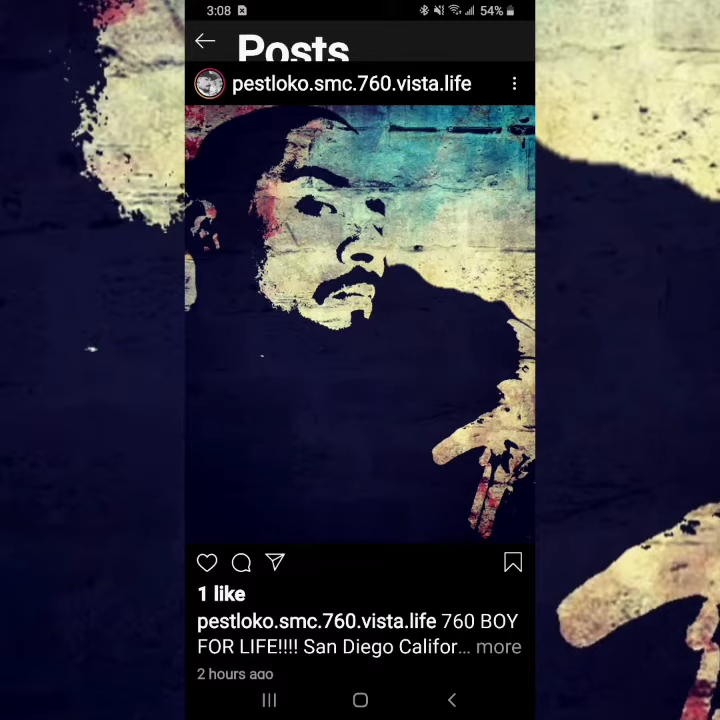 3:08 54%
Posts
pestloko.smc.760.vista.life
1 like
pestloko.smc.760.vista.life 760 BOY
FOR LIFE!!!! San Diego Califor... more
2 hours ago